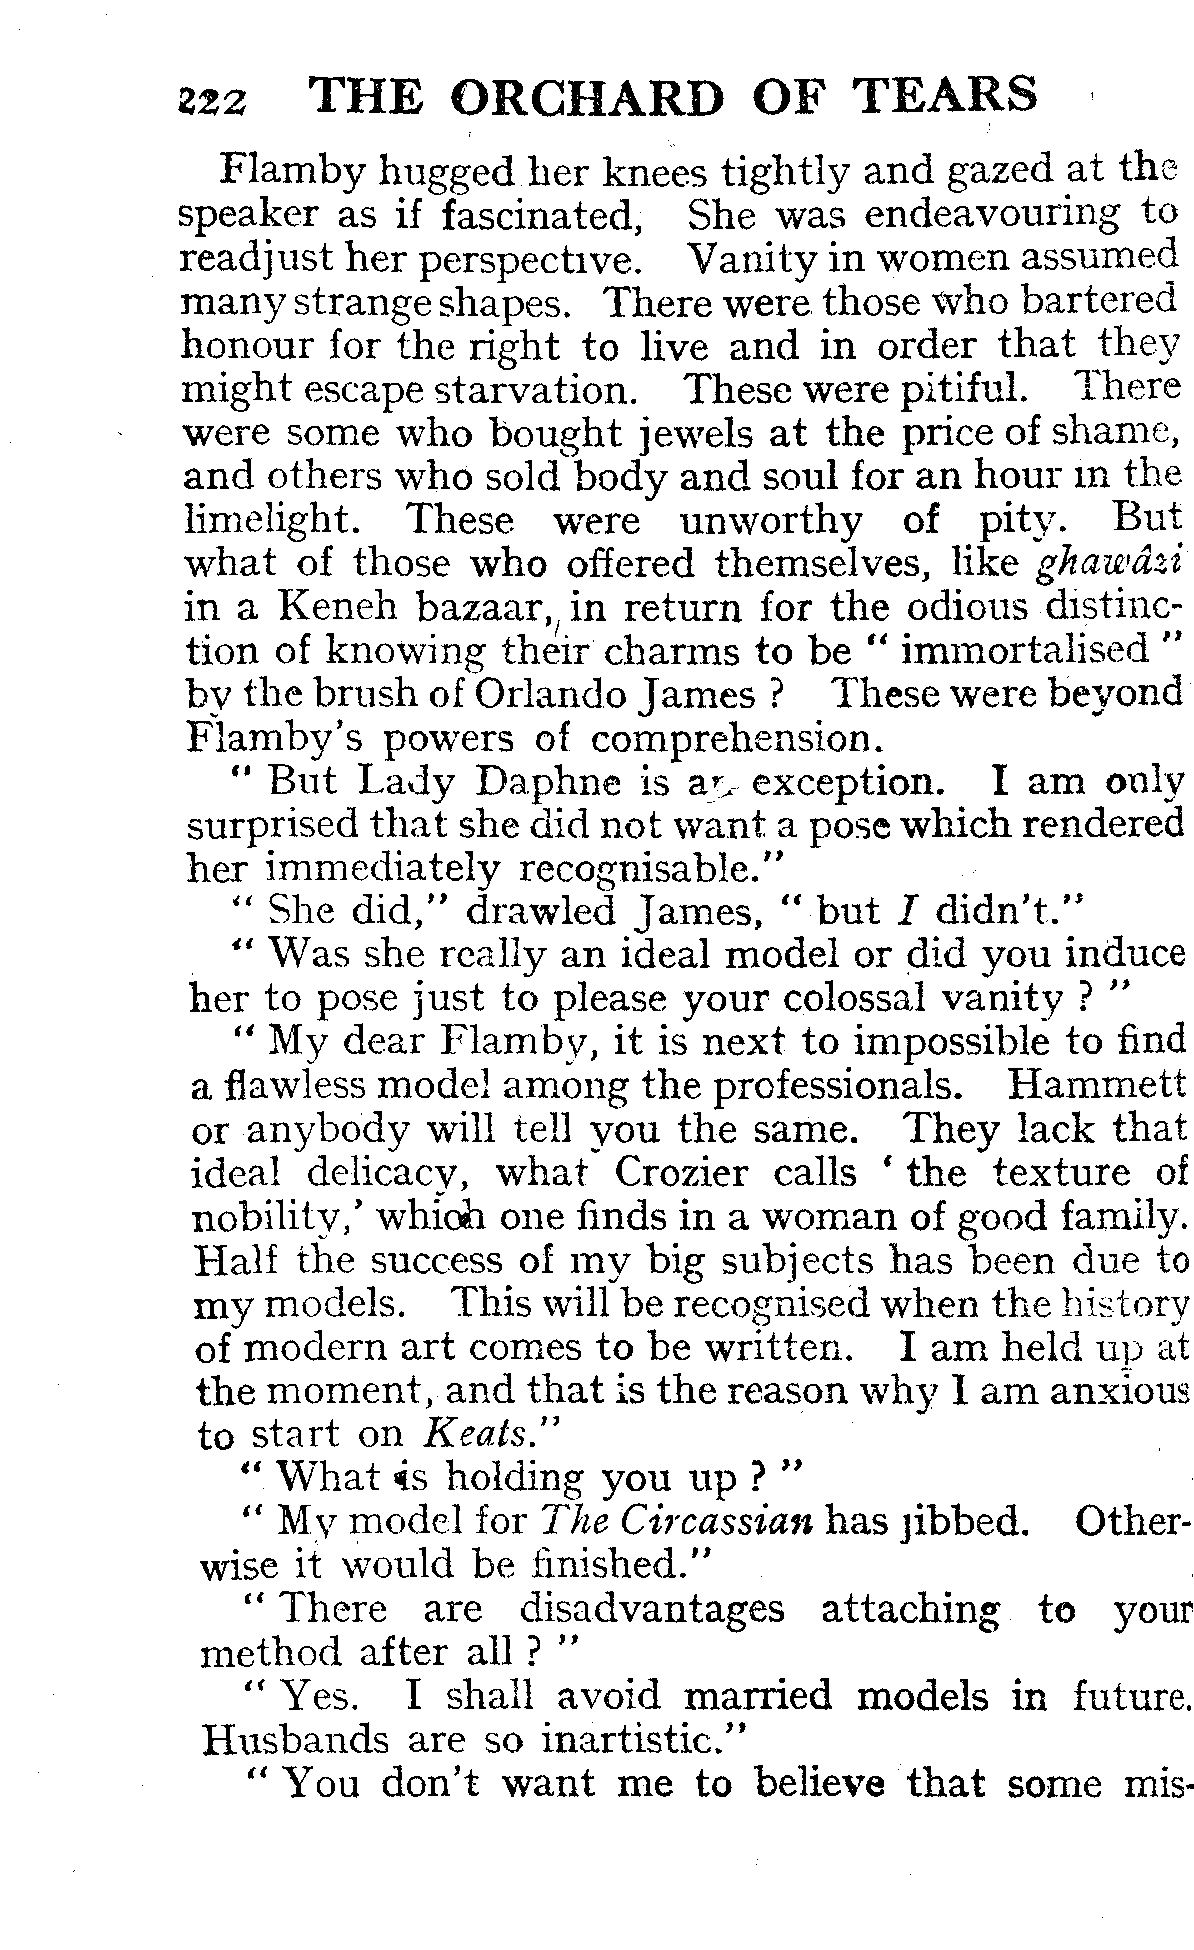 222 THE ORCHARD OF TEARS
Flamby hugged her knees tightly and gazed at the
speaker as if fascinated, She was endeavouring to
readjust her perspective. Vanity in women assumed
many strange shapes. There were those who bartered
honour for the right to live and in order that they
might escape starvation. These were pitiful. There
were some who bought jewels at the price of shame,
and others who sold body and soul for an hour in the
limelight. These were unworthy of pity. But
what of those who offered themselves, like ghawâzi
in a Keneh bazaar, in return for the odious distinc-
tion of knowing their charms to be “ immortalised ”
by the brush of Orlando James ? These were beyond
Flamby's powers of comprehension.
“ But Lady Daphne is an exception. I am only
surprised that she did not want a pose which rendered
her immediately recognisable.”
“ She did,” drawled James, “ but I didn't.”
“ Was she really an ideal model or did you induce
her to pose just to please your colossal vanity ? ”
“ My dear Flamby, it is next to impossible to find
a flawless model among the professionals. Hammett
or anybody will tell you the same. They lack that
ideal delicacy, what Crozier calls ‘ the texture of
nobility,’ which one finds in a woman of good family.
Half the success of my big subjects has been due to
my models. This will be recognised when the history
of modern art comes to be written. I am held up at
the moment, and that is the reason why I am anxious
to start on Keats.”
“ What is holding you up ? ”
“ My model for The Circassian has jibbed. Other-
wise it would be finished.”
“ There are disadvantages attaching to your
method after all ? ”
“ Yes. I shall avoid married models in future.
Husbands are so inartistic.”
“ You don't want me to believe that some mis-